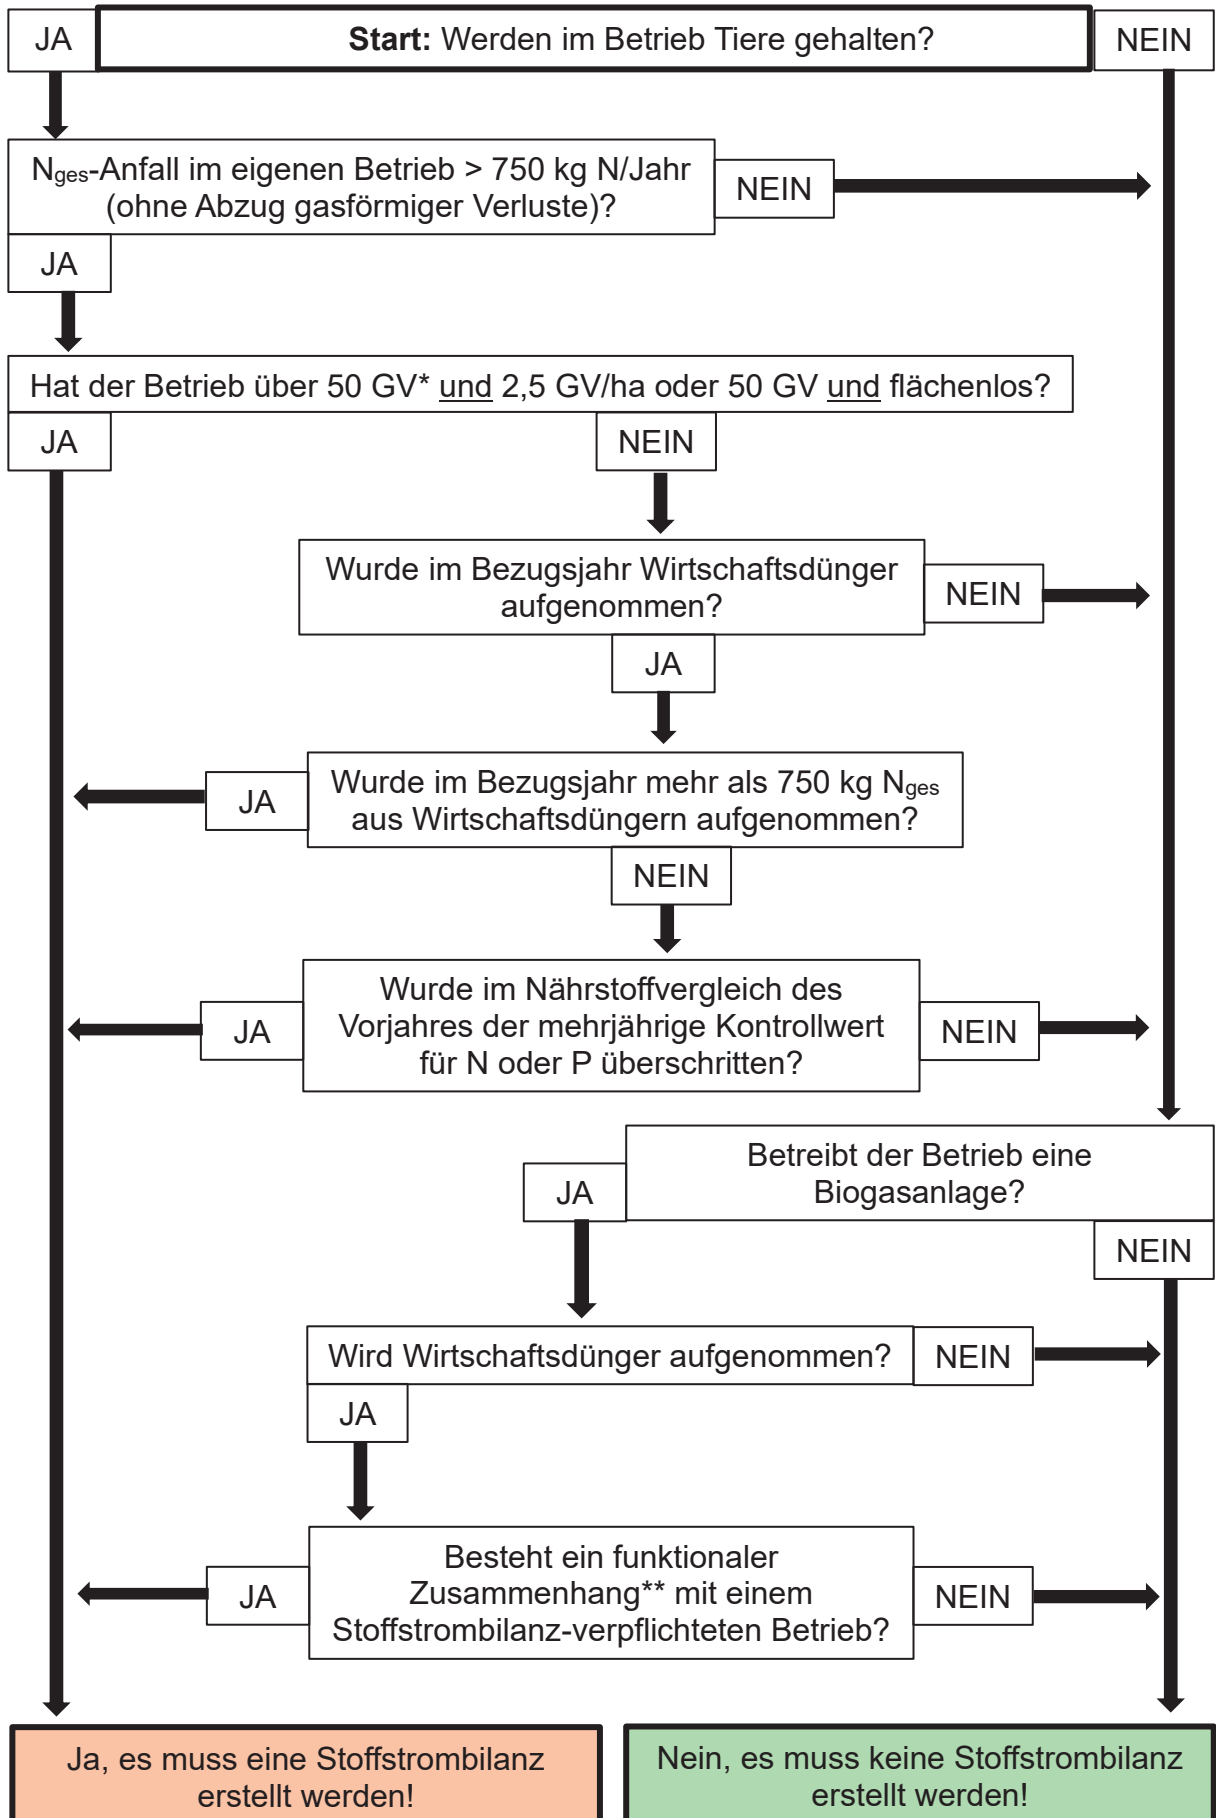 JA
Start: Werden im Betrieb Tiere gehalten?
NEIN
Nges-Anfall im eigenen Betrieb > 750 kg N/Jahr
(ohne Abzug gasförmiger Verluste)?
NEIN
JA
Hat der Betrieb über 50 GV* und 2,5 GV/ha oder 50 GV und flächenlos?
JA
NEIN
Wurde im Bezugsjahr Wirtschaftsdünger
aufgenommen?
NEIN
JA
Wurde im Bezugsjahr mehr als 750 kg Nges
aus Wirtschaftsdüngern aufgenommen?
JA
NEIN
Wurde im Nährstoffvergleich des
Vorjahres der mehrjährige Kontrollwert
für N oder P überschritten?
JA
NEIN
Betreibt der Betrieb eine
Biogasanlage?
JA
NEIN
Wird Wirtschaftsdünger aufgenommen?
NEIN
JA
Besteht ein funktionaler
Zusammenhang** mit einem
Stoffstrombilanz-verpflichteten Betrieb?
JA
NEIN
Ja, es muss eine Stoffstrombilanz
erstellt werden!
Nein, es muss keine Stoffstrombilanz
erstellt werden!